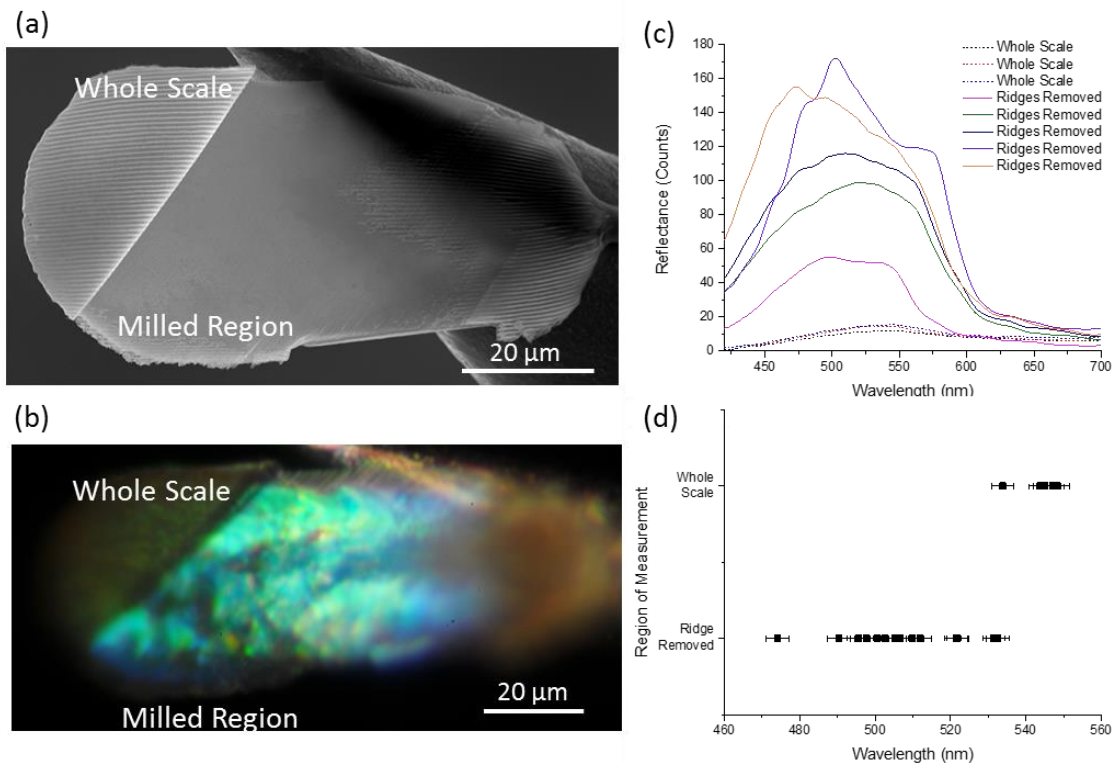 (a)
Whole Scale
Milled Region
20 μm
(b)
Whole Scale
Milled Region
20 μm
(c)
180
160
140
120
100
80
60
40
20
0
Reflectance (Counts)
Whole Scale
Whole Scale
Whole Scale
Ridges Removed
Ridges Removed
Ridges Removed
Ridges Removed
Ridges Removed
450
500
550
600
650
700
Wavelength (nm)
(d)
Region of Measurement
Whole
Scale
Ridge
Removed
460
480
500
520
540
560
Wavelength (nm)